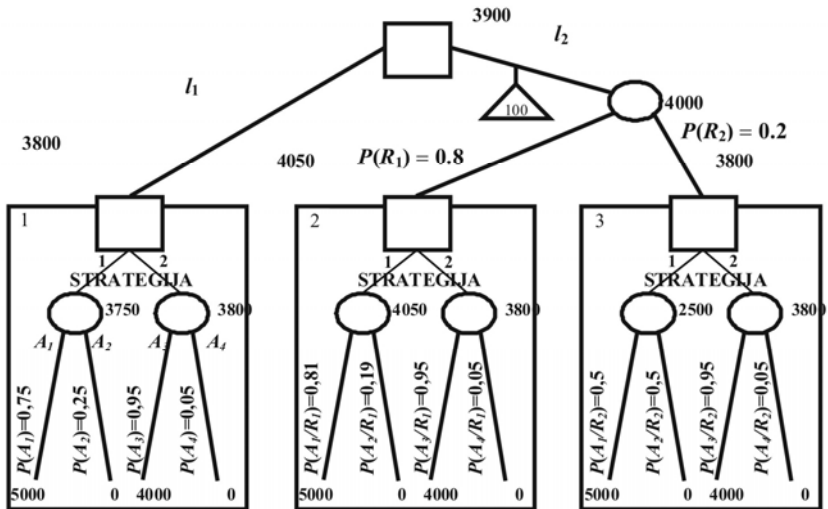 3900
l₁
l₂
100
4000
P(R₁) = 0.8
P(R₂) = 0.2
3800
4050
3800
1
1 2
STRATEGIJA
3750
3800
A₁
A₂
A₃
A₄
P(A₁)=0,75
P(A₂)=0,25
P(A₃)=0,95
P(A₄)=0,05
5000
0
4000
0
2
1 2
STRATEGIJA
4050
3800
P(A₁/R₁)=0,81
P(A₂/R₁)=0,19
P(A₃/R₁)=0,95
P(A₄/R₁)=0,05
5000
0
4000
0
3
1 2
STRATEGIJA
2500
3800
P(A₁/R₂)=0,5
P(A₂/R₂)=0,5
P(A₃/R₂)=0,95
P(A₄/R₂)=0,05
5000
0
4000
0